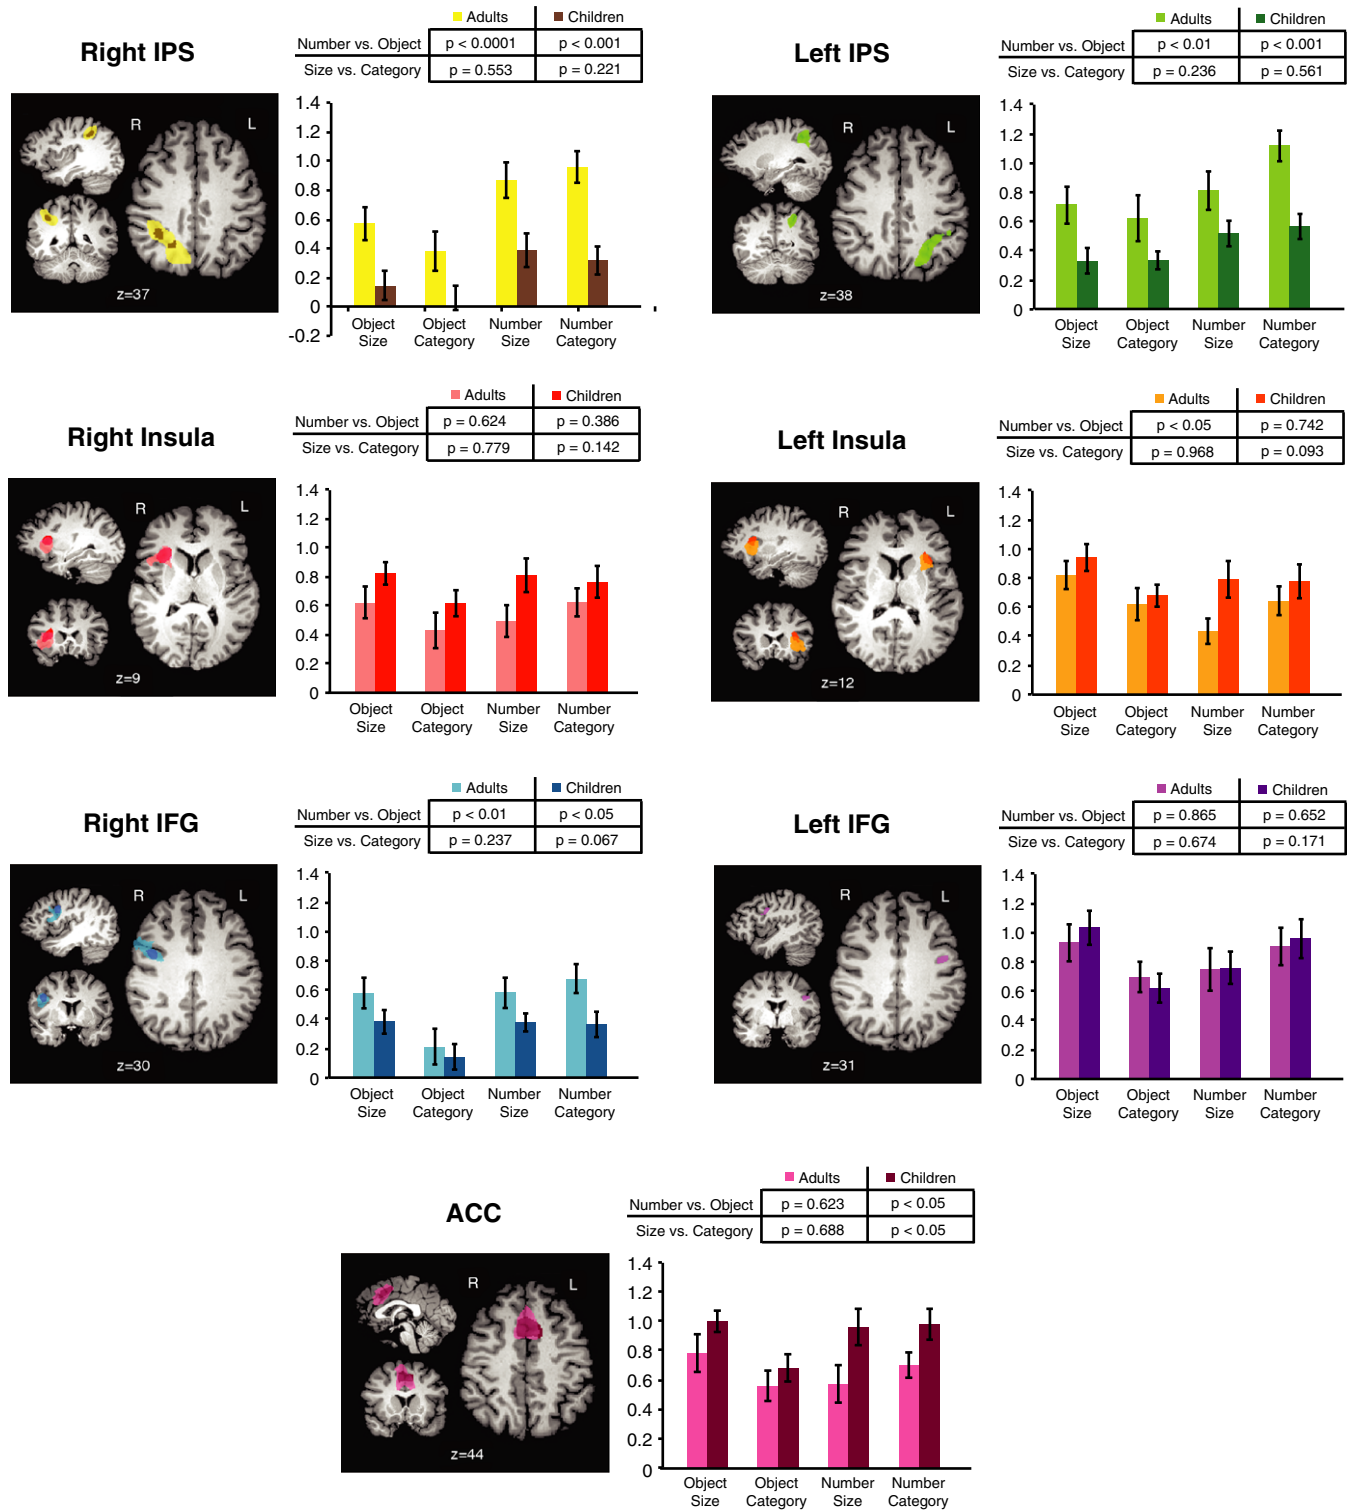 Right IPS
Adults Children
Number vs. Object p < 0.0001 p < 0.001
Size vs. Category p = 0.553 p = 0.221
R L
z=37
1.4
1.2
1.0
0.8
0.6
0.4
0.2
0
-0.2
Object Object Number Number
Size Category Size Category
Left IPS
Adults Children
Number vs. Object p < 0.01 p < 0.001
Size vs. Category p = 0.236 p = 0.561
R L
z=38
1.4
1.2
1.0
0.8
0.6
0.4
0.2
0
Object Object Number Number
Size Category Size Category
Right Insula
Adults Children
Number vs. Object p = 0.624 p = 0.386
Size vs. Category p = 0.779 p = 0.142
R L
z=9
1.4
1.2
1.0
0.8
0.6
0.4
0.2
0
Object Object Number Number
Size Category Size Category
Left Insula
Adults Children
Number vs. Object p < 0.05 p = 0.742
Size vs. Category p = 0.968 p = 0.093
R L
z=12
1.4
1.2
1.0
0.8
0.6
0.4
0.2
0
Object Object Number Number
Size Category Size Category
Right IFG
Adults Children
Number vs. Object p < 0.01 p < 0.05
Size vs. Category p = 0.237 p = 0.067
R L
z=30
1.4
1.2
1.0
0.8
0.6
0.4
0.2
0
Object Object Number Number
Size Category Size Category
Left IFG
Adults Children
Number vs. Object p = 0.865 p = 0.652
Size vs. Category p = 0.674 p = 0.171
R L
z=31
1.4
1.2
1.0
0.8
0.6
0.4
0.2
0
Object Object Number Number
Size Category Size Category
ACC
Adults Children
Number vs. Object p = 0.623 p < 0.05
Size vs. Category p = 0.688 p < 0.05
R L
z=44
1.4
1.2
1.0
0.8
0.6
0.4
0.2
0
Object Object Number Number
Size Category Size Category